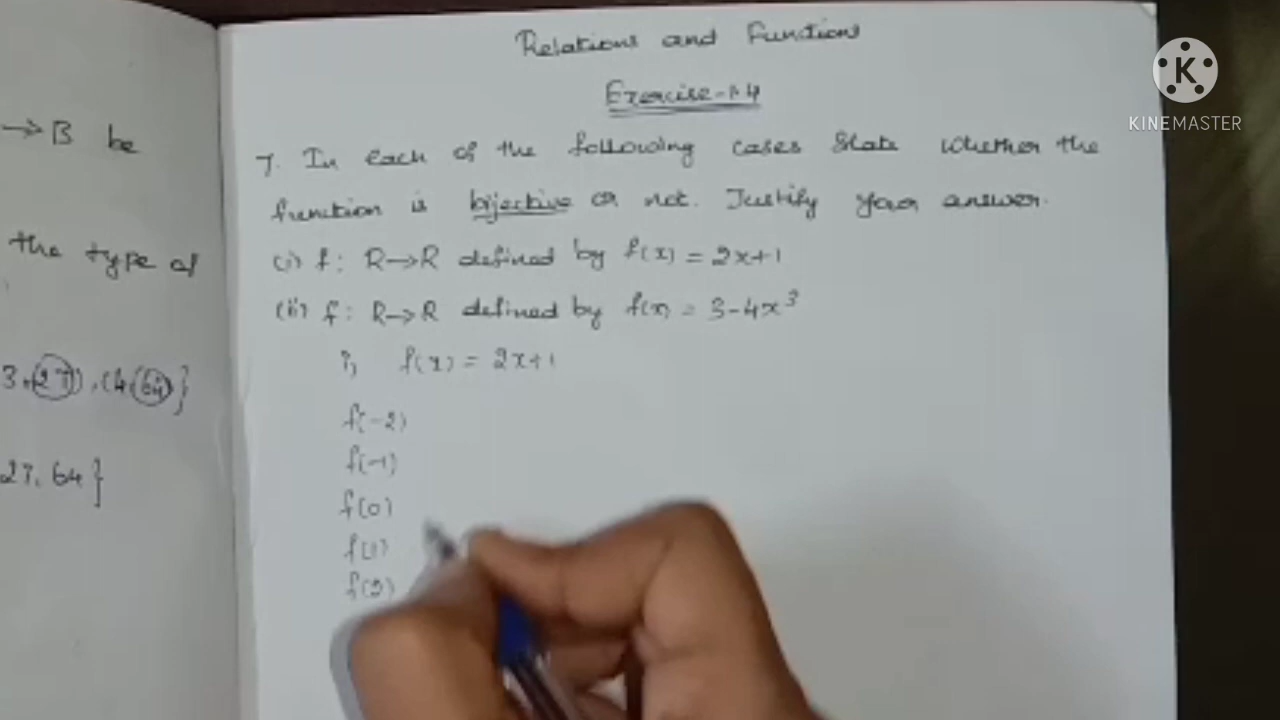 →B be
the type of
3,27), (4,64)}
27, 64}
Relations and Function
Exercise-1.4
7. In each of the following cases state whether the
function is bijective or not. Justify your answer.
(i) f: R→R defined by f(x) = 2x+1
(ii) f: R→R defined by f(x) = 3-4x³
i, f(x) = 2x+1
f(-2)
f(-1)
f(0)
f(1)
f(2)
K
KINEMASTER